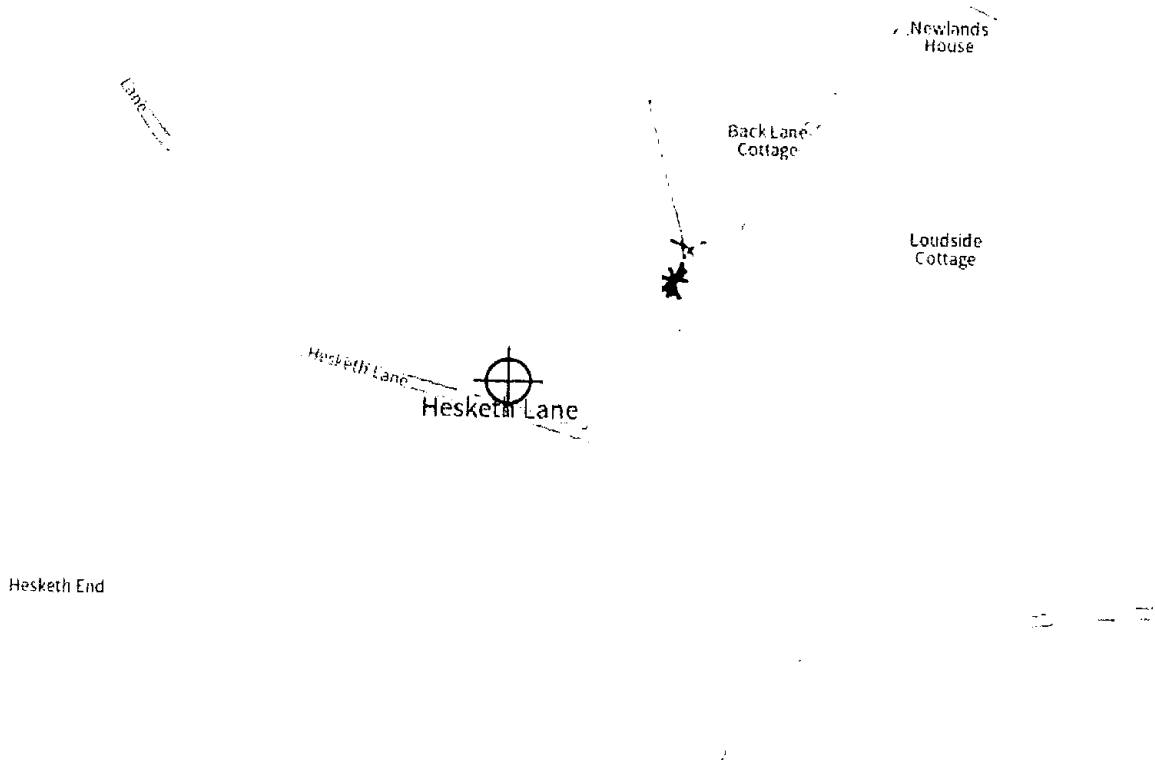 Newlands
House
Lane
Back Lane
Cottage
Loudside
Cottage
Hesketh Lane
Hesketh Lane
Hesketh End